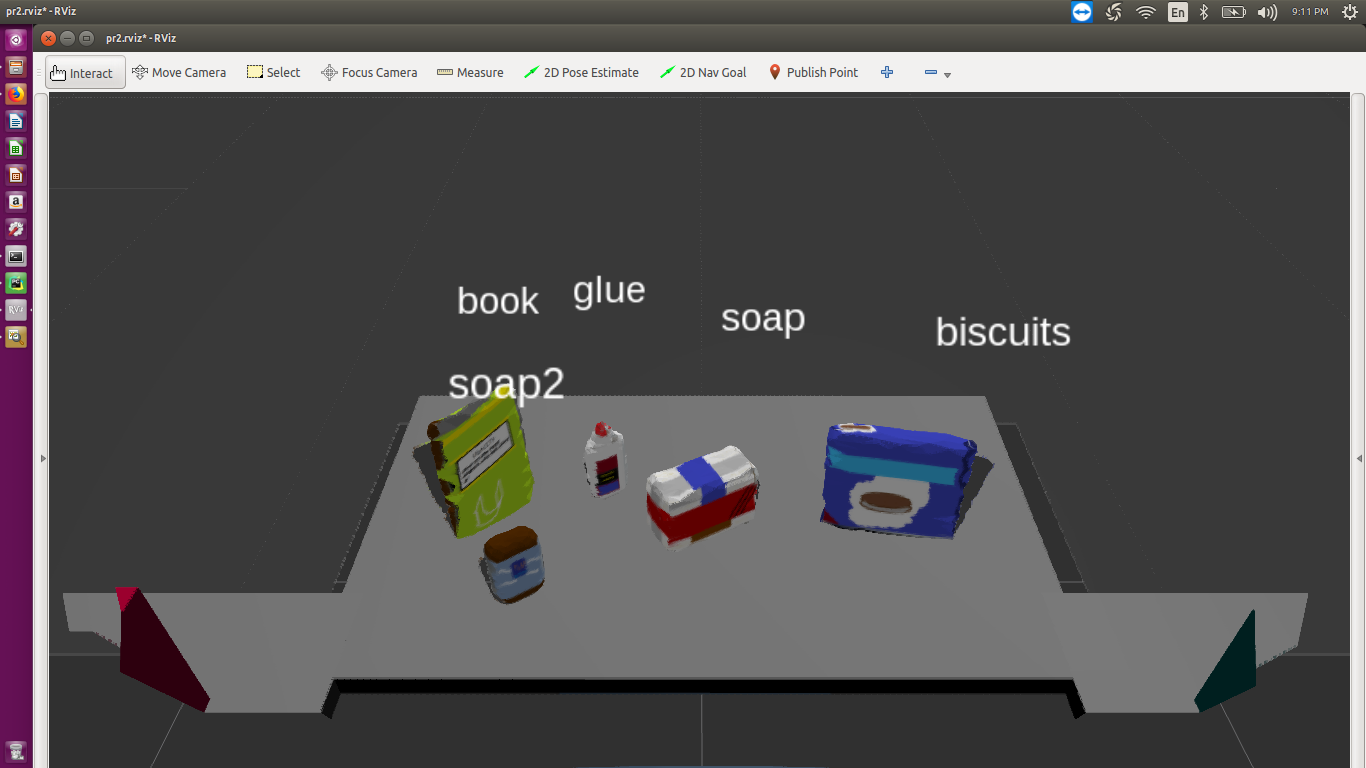 pr2.rviz* - RViz
En
9:11 PM
pr2.rviz* - RViz
Interact
Move Camera
Select
Focus Camera
Measure
2D Pose Estimate
2D Nav Goal
Publish Point
book
glue
soap
biscuits
soap2